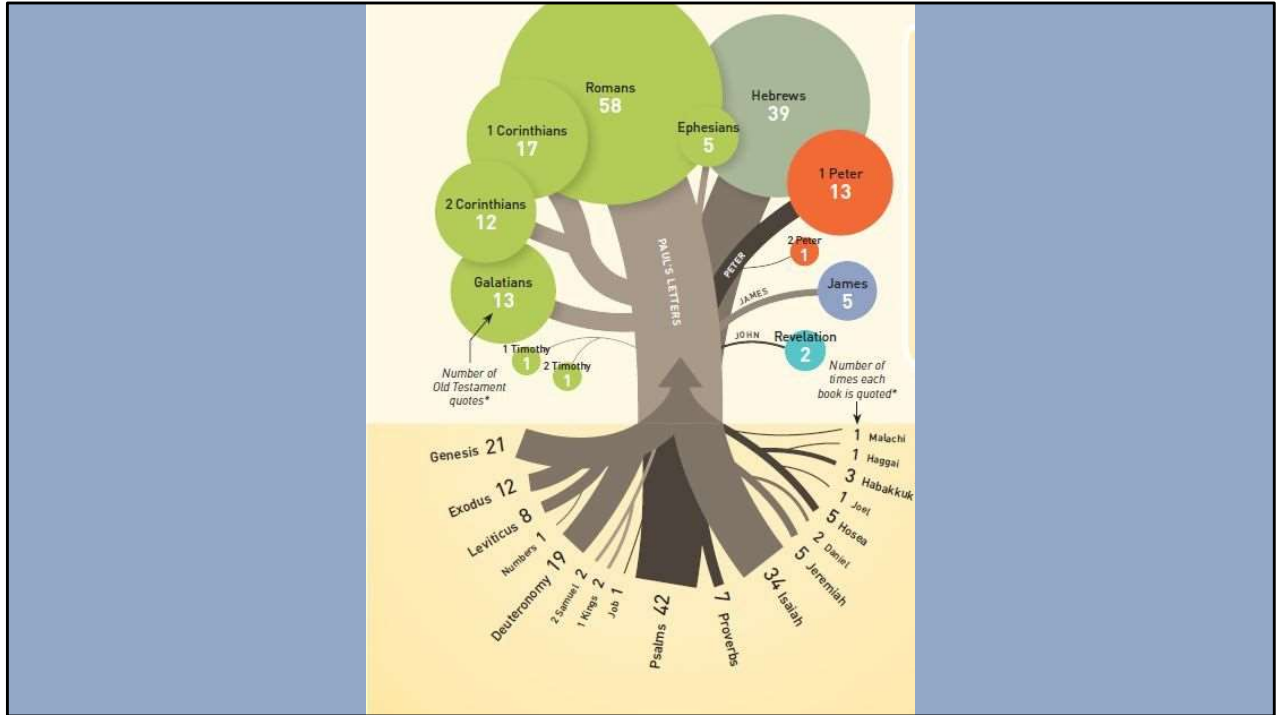 Romans
58
Hebrews
39
Ephesians
5
1 Corinthians
17
1 Peter
13
2 Corinthians
12
2 Peter
1
PAUL'S LETTERS
PETER
Galatians
13
JAMES
James
5
JOHN
Revelation
2
1 Timothy
1
2 Timothy
1
Number of
Old Testament
quotes*
Number of
times each
book is quoted*
Genesis 21
Exodus 12
Leviticus 8
Numbers 1
Deuteronomy 19
2 Samuel 2
1 Kings 2
Job 1
Psalms 42
7 Proverbs
34 Isaiah
5 Jeremiah
2 Daniel
5 Hosea
1 Joel
3 Habakkuk
1 Haggai
1 Malachi